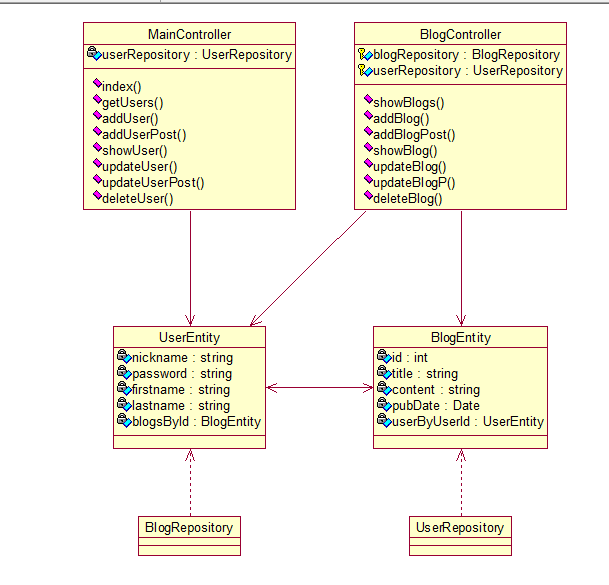 MainController
userRepository : UserRepository
index()
getUsers()
addUser()
addUserPost()
showUser()
updateUser()
updateUserPost()
deleteUser()
BlogController
blogRepository : BlogRepository
userRepository : UserRepository
showBlogs()
addBlog()
addBlogPost()
showBlog()
updateBlog()
updateBlogP()
deleteBlog()
UserEntity
nickname : string
password : string
firstname : string
lastname : string
blogsById : BlogEntity
BlogEntity
id : int
title : string
content : string
pubDate : Date
userByUserId : UserEntity
BlogRepository
UserRepository